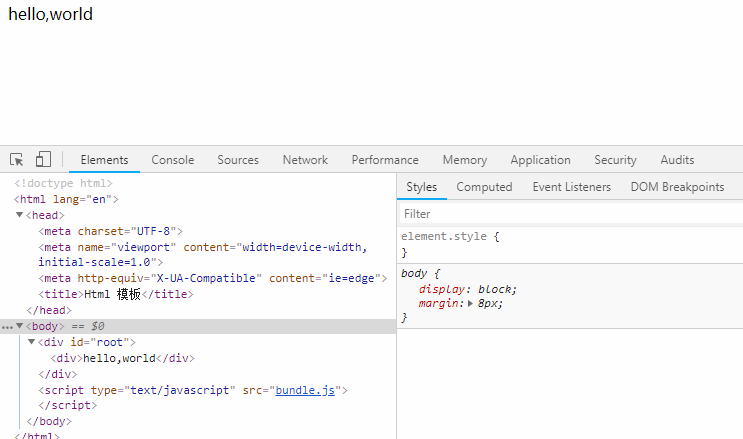 hello,world
Elements Console Sources Network Performance Memory Application Security Audits
<!doctype html>
<html lang="en">
<head>
<meta charset="UTF-8">
<meta name="viewport" content="width=device-width,
initial-scale=1.0">
<meta http-equiv="X-UA-Compatible" content="ie=edge">
<title>Html 模板</title>
</head>
…<body> == $0
<div id="root">
<div>hello,world</div>
</div>
<script type="text/javascript" src="bundle.js">
</script>
</body>
</html>
Styles Computed Event Listeners DOM Breakpoints
Filter
element.style {
}
body {
display: block;
margin: 8px;
}